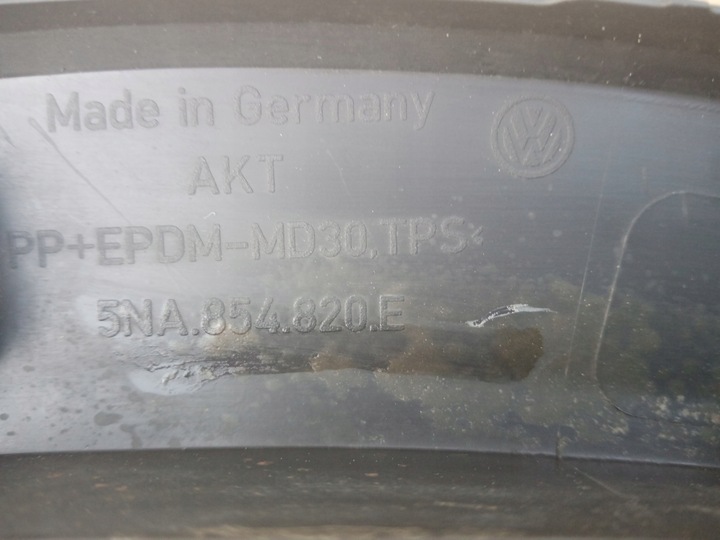 Made in Germany
AKT
PP+EPDM-MD30,TPS<
5NA.854.820.E